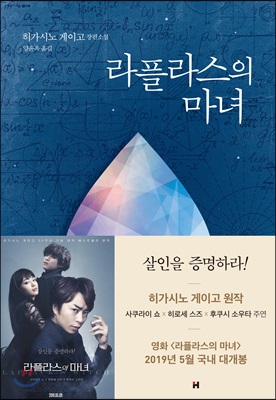 히가시노 게이고 장편소설
양윤옥 옮김
라플라스의
마녀
살인을 증명하라!
히가시노 게이고 원작
사쿠라이 쇼 × 히로세 스즈 × 후쿠시 소우타 주연
영화 <라플라스의 마녀>
2019년 5월 국내 대개봉
살인을 증명하라!
라플라스의 마녀
H